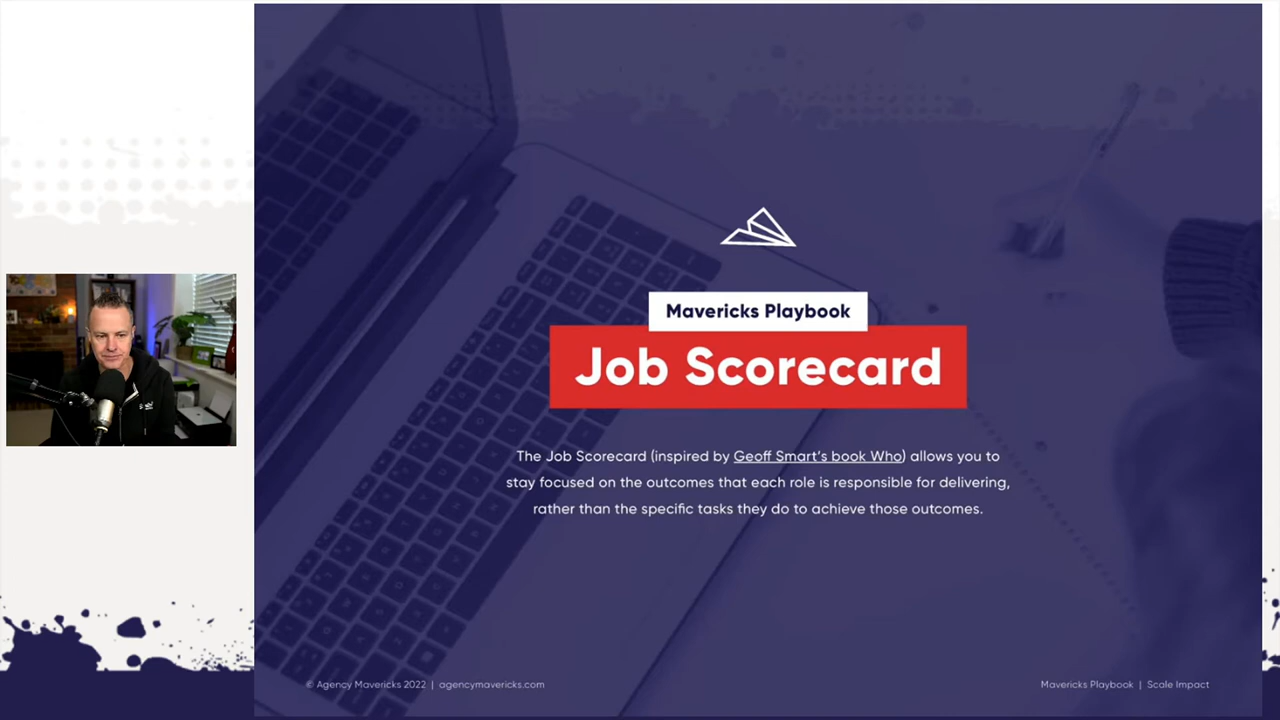 Mavericks Playbook
Job Scorecard
The Job Scorecard (inspired by Geoff Smart's book Who) allows you to
stay focused on the outcomes that each role is responsible for delivering,
rather than the specific tasks they do to achieve those outcomes.
© Agency Mavericks 2022 | agencymavericks.com
Mavericks Playbook | Scale Impact